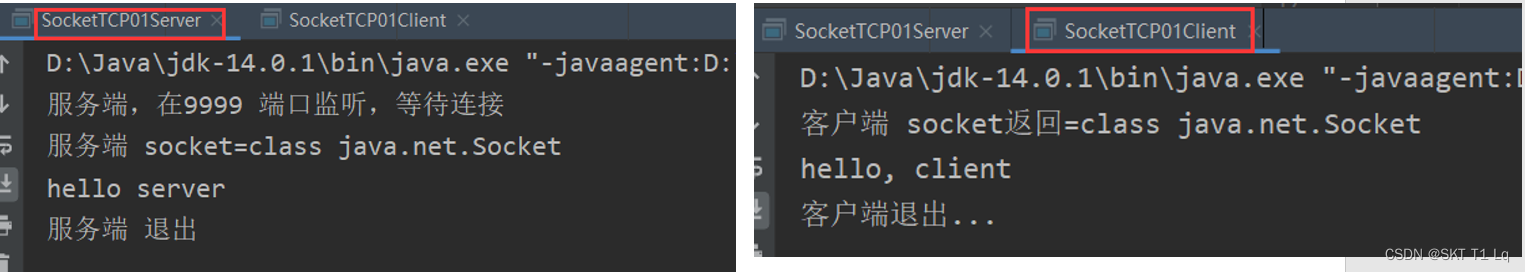 SocketTCP01Server × SocketTCP01Client ×
D:\Java\jdk-14.0.1\bin\java.exe "-javaagent:D:
服务端，在9999 端口监听，等待连接
服务端 socket=class java.net.Socket
hello server
服务端 退出
SocketTCP01Server × SocketTCP01Client ×
D:\Java\jdk-14.0.1\bin\java.exe "-javaagent:D
客户端 socket返回=class java.net.Socket
hello, client
客户端退出...
CSDN @SKT T1 Lq